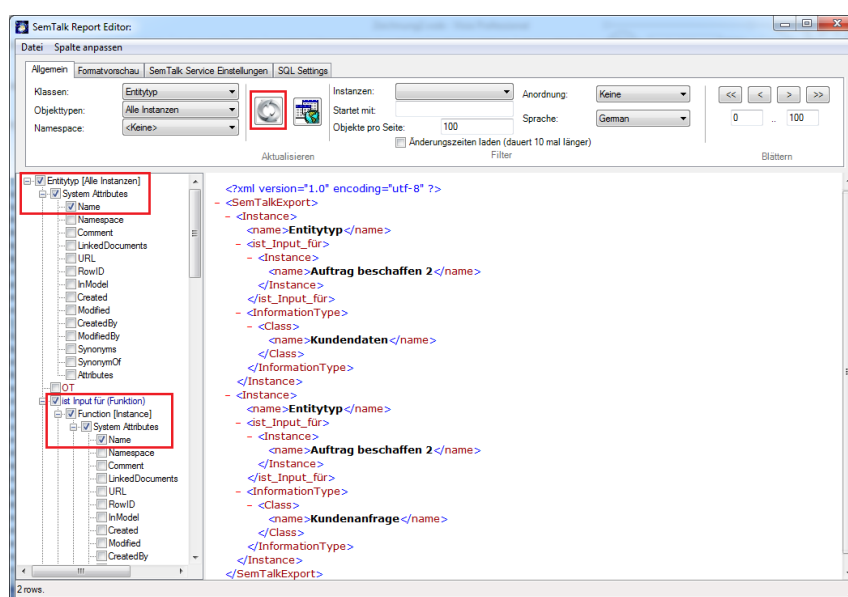 SemTalk Report Editor:
Datei Spalte anpassen
Allgemein Formatvorschau SemTalk Service Einstellungen SQL Settings
Klassen: Entitytyp
Objekttypen: Alle Instanzen
Namespace: <Keine>
Aktualisieren
Instanzen:
Startet mit:
Objekte pro Seite: 100
Änderungszeiten laden (dauert 10 mal länger)
Anordnung: Keine
Sprache: German
Filter
<< < > >>
0 .. 100
Blättern
Entitytyp [Alle Instanzen]
System Attributes
Name
Namespace
Comment
LinkedDocuments
URL
RowID
InModel
Created
Modified
CreatedBy
ModifiedBy
Synonyms
SynonymOf
Attributes
OT
ist Input für (Funktion)
Function [Instance]
System Attributes
Name
Namespace
Comment
LinkedDocuments
URL
RowID
InModel
Created
Modified
CreatedBy
<?xml version="1.0" encoding="utf-8" ?>
- <SemTalkExport>
- <Instance>
<name>Entitytyp</name>
- <ist_Input_für>
- <Instance>
<name>Auftrag beschaffen 2</name>
</Instance>
</ist_Input_für>
- <InformationType>
- <Class>
<name>Kundendaten</name>
</Class>
</InformationType>
</Instance>
- <Instance>
<name>Entitytyp</name>
- <ist_Input_für>
- <Instance>
<name>Auftrag beschaffen 2</name>
</Instance>
</ist_Input_für>
- <InformationType>
- <Class>
<name>Kundenanfrage</name>
</Class>
</InformationType>
</Instance>
</SemTalkExport>
2 rows.